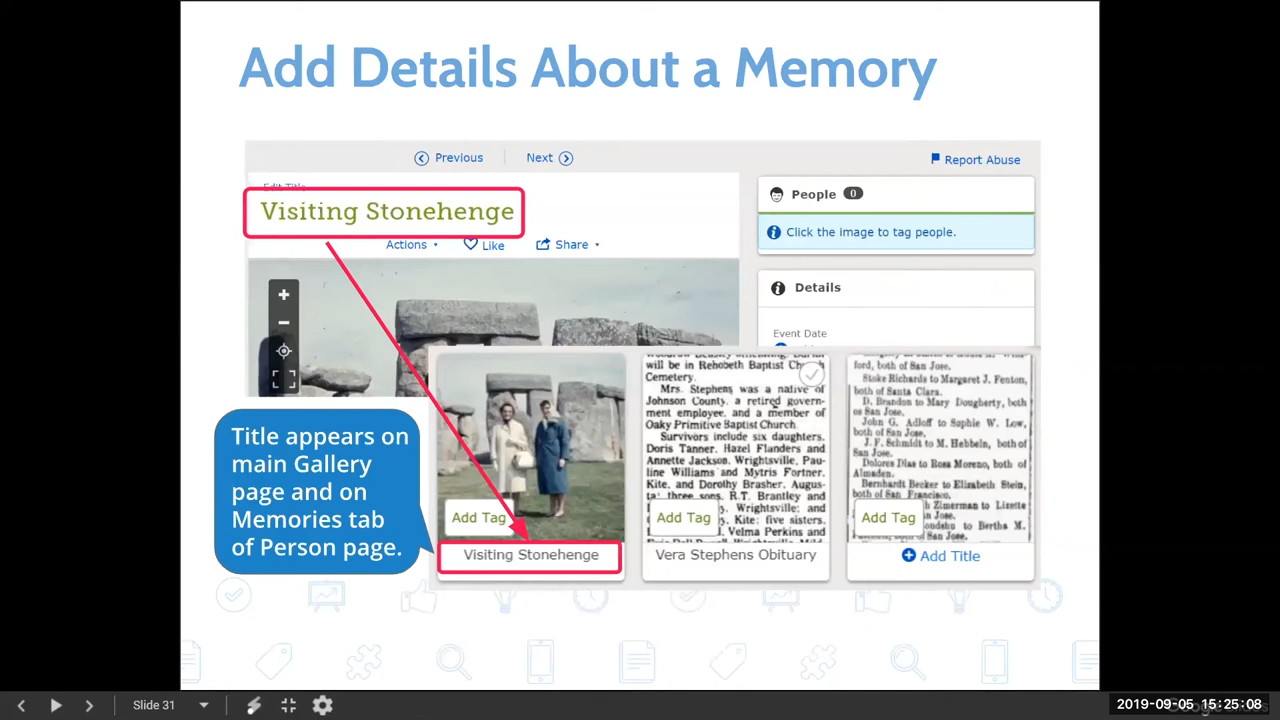 Add Details About a Memory
Previous
Next
Report Abuse
Edit Title
Visiting Stonehenge
Actions
Like
Share
People 0
Click the image to tag people.
Details
Event Date
Title appears on
main Gallery
page and on
Memories tab
of Person page.
Add Tag
Visiting Stonehenge
will be in Rehobeth Baptist Church
Cemetery.
Mrs. Stephens was a native of
Johnson County, a retired govern-
ment employee, and a member of
Oaky Primitive Baptist Church.
Survivors include six daughters,
Doris Tanner, Hazel Flanders and
Annette Jackson, Wrightsville, Pau-
line Williams and Mytris Fortner,
Kite, and Dorothy Brasher, Augus-
ta; three sons, R.T. Brantley and
Wrightsville; and
Kite; five sisters,
Velma Perkins and
Add Tag
Vera Stephens Obituary
ford, both of San Jose.
Stoke Richards to Margaret J. Fenton,
both of Santa Clara.
D. Brandon to Mary Dougherty, both
of San Jose.
John G. Adloff to Sophie W. Low,
both of San Jose.
J. F. Schmidt to M. Hebbeln, both of
San Jose.
Dolores Dias to Rosa Moreno, both of
Almaden.
Bernhardt Becker to Elizabeth Stein,
both of San Francisco.
Zimerman to Lizette
to Bertha M.
of San Jose.
Add Tag
Add Title
Slide 31
2019-09-05 15:25:08